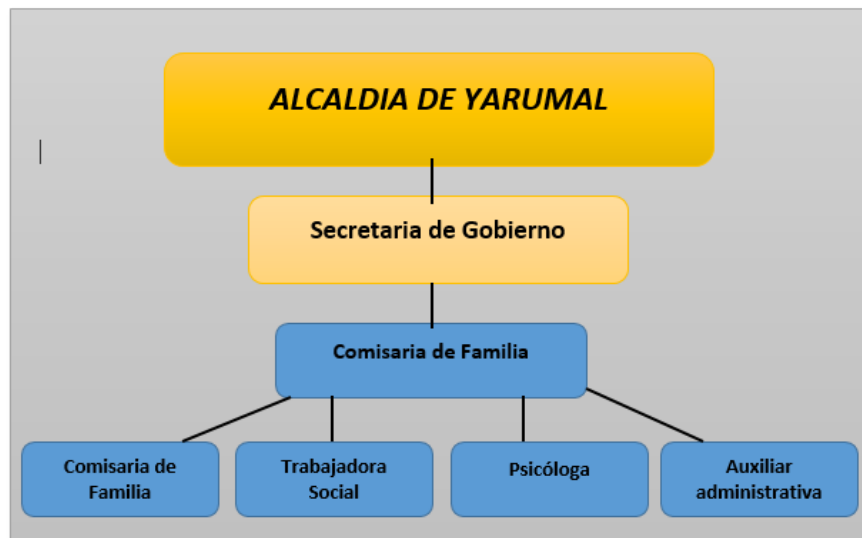 ALCALDIA DE YARUMAL
Secretaria de Gobierno
Comisaria de Familia
Comisaria de
Familia
Trabajadora
Social
Psicóloga
Auxiliar
administrativa